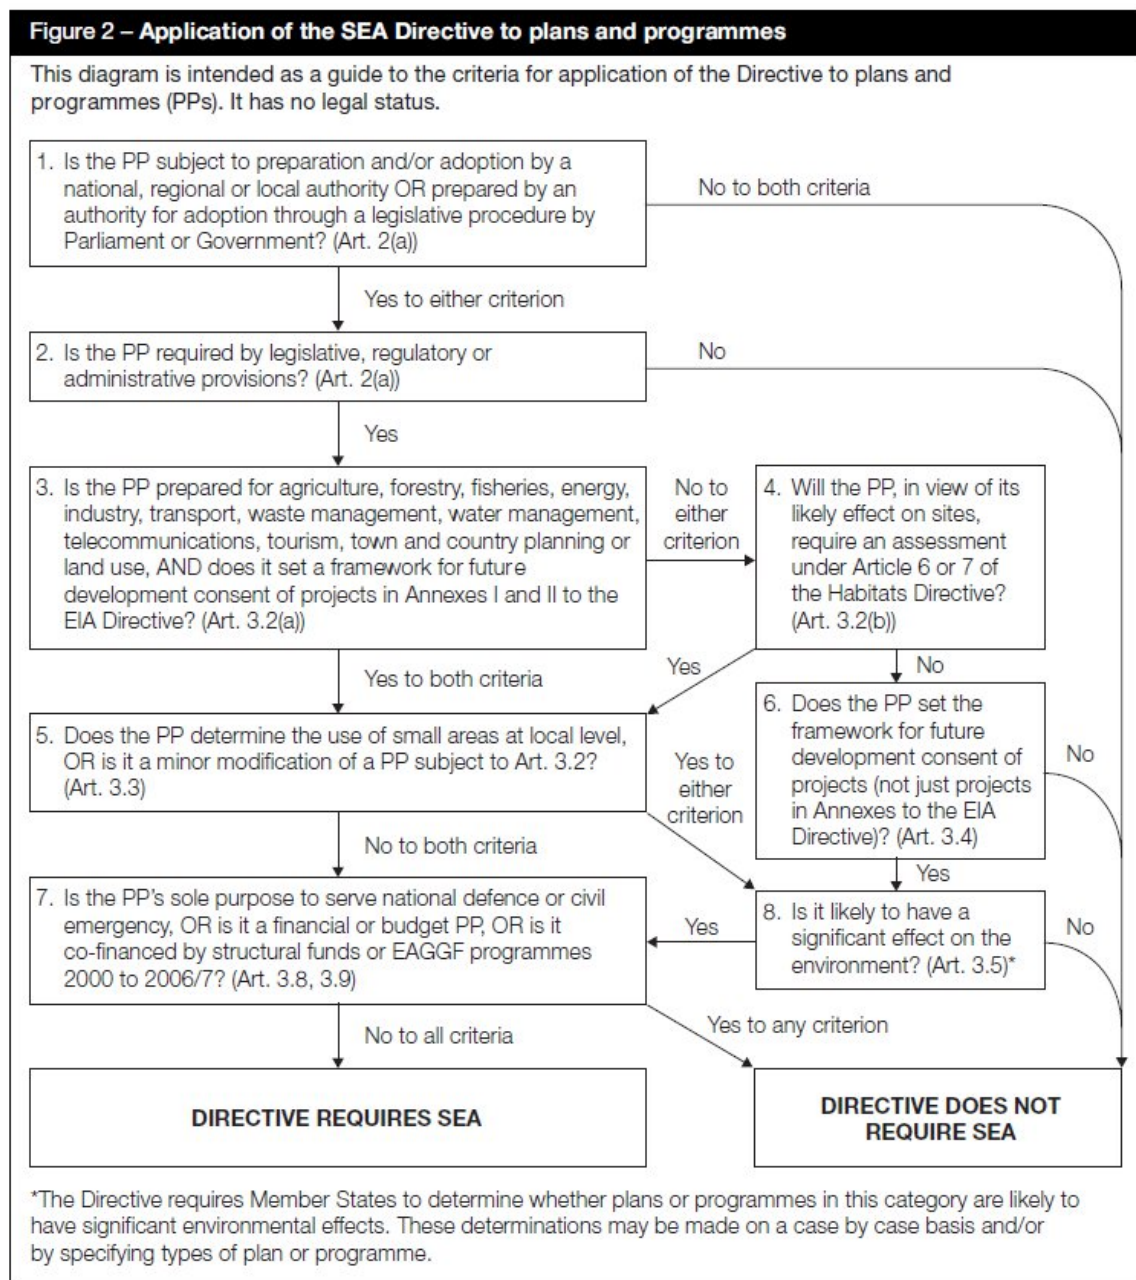 Figure 2 – Application of the SEA Directive to plans and programmes
This diagram is intended as a guide to the criteria for application of the Directive to plans and
programmes (PPs). It has no legal status.
1. Is the PP subject to preparation and/or adoption by a
national, regional or local authority OR prepared by an
authority for adoption through a legislative procedure by
Parliament or Government? (Art. 2(a))
No to both criteria
Yes to either criterion
2. Is the PP required by legislative, regulatory or
administrative provisions? (Art. 2(a))
No
Yes
3. Is the PP prepared for agriculture, forestry, fisheries, energy,
industry, transport, waste management, water management,
telecommunications, tourism, town and country planning or
land use, AND does it set a framework for future
development consent of projects in Annexes I and II to the
EIA Directive? (Art. 3.2(a))
No to
either
criterion
4. Will the PP, in view of its
likely effect on sites,
require an assessment
under Article 6 or 7 of
the Habitats Directive?
(Art. 3.2(b))
Yes to both criteria
Yes
No
5. Does the PP determine the use of small areas at local level,
OR is it a minor modification of a PP subject to Art. 3.2?
(Art. 3.3)
Yes to
either
criterion
6. Does the PP set the
framework for future
development consent of
projects (not just projects
in Annexes to the EIA
Directive)? (Art. 3.4)
No
No to both criteria
Yes
7. Is the PP's sole purpose to serve national defence or civil
emergency, OR is it a financial or budget PP, OR is it
co-financed by structural funds or EAGGF programmes
2000 to 2006/7? (Art. 3.8, 3.9)
Yes
8. Is it likely to have a
significant effect on the
environment? (Art. 3.5)*
No
No to all criteria
Yes to any criterion
DIRECTIVE REQUIRES SEA
DIRECTIVE DOES NOT
REQUIRE SEA
*The Directive requires Member States to determine whether plans or programmes in this category are likely to
have significant environmental effects. These determinations may be made on a case by case basis and/or
by specifying types of plan or programme.